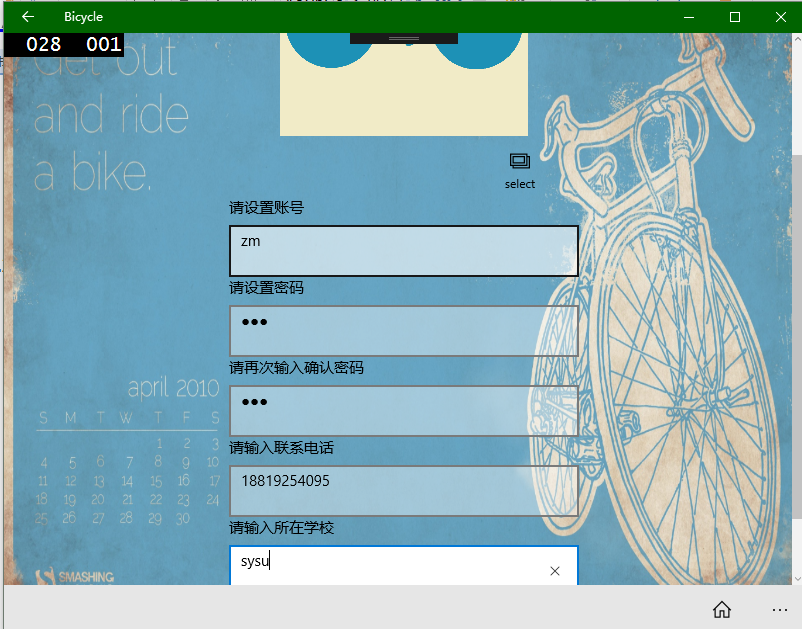 Bicycle
028 001
Get out
and ride
a bike.
select
请设置账号
zm
请设置密码
●●●
请再次输入确认密码
●●●
请输入联系电话
18819254095
请输入所在学校
sysu
april 2010
S M T W T F S
1 2 3
4 5 6 7 8 9 10
11 12 13 14 15 16 17
18 19 20 21 22 23 24
25 26 27 28 29 30
SMASHING